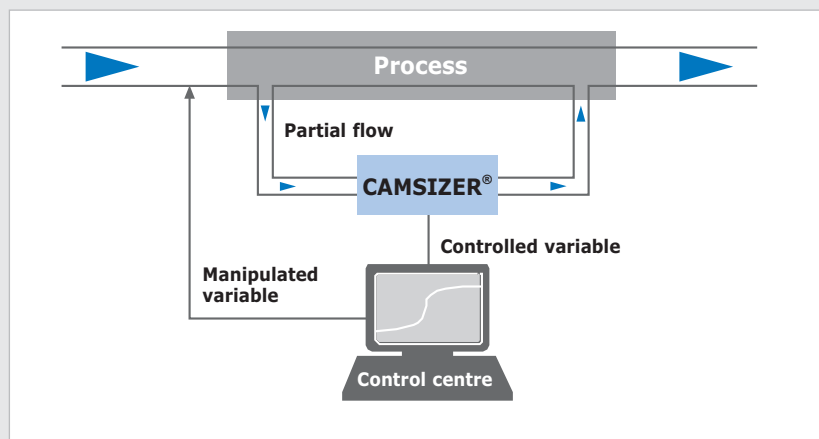 Process
Partial flow
CAMSIZER®
Controlled variable
Manipulated
variable
Control centre